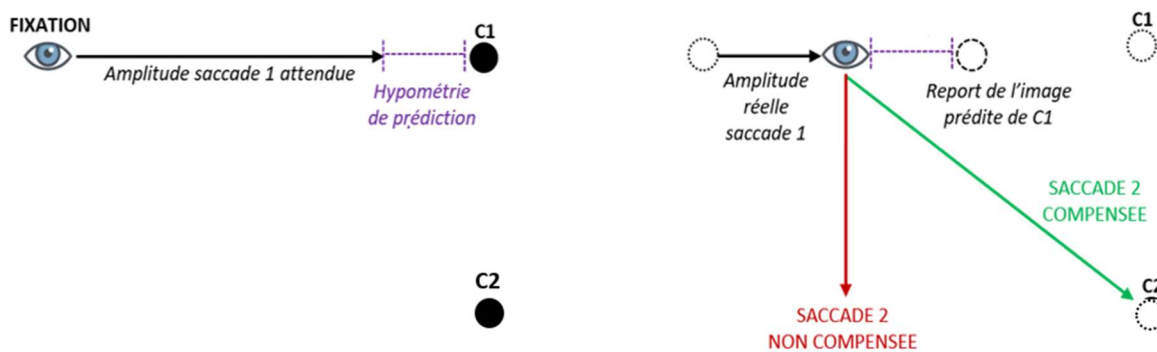 FIXATION
C1
Amplitude saccade 1 attendue
Hypométrie
de prédiction
C2
C1
Amplitude
réelle
saccade 1
Report de l'image
prédite de C1
SACCADE 2
COMPENSEE
C2
SACCADE 2
NON COMPENSEE